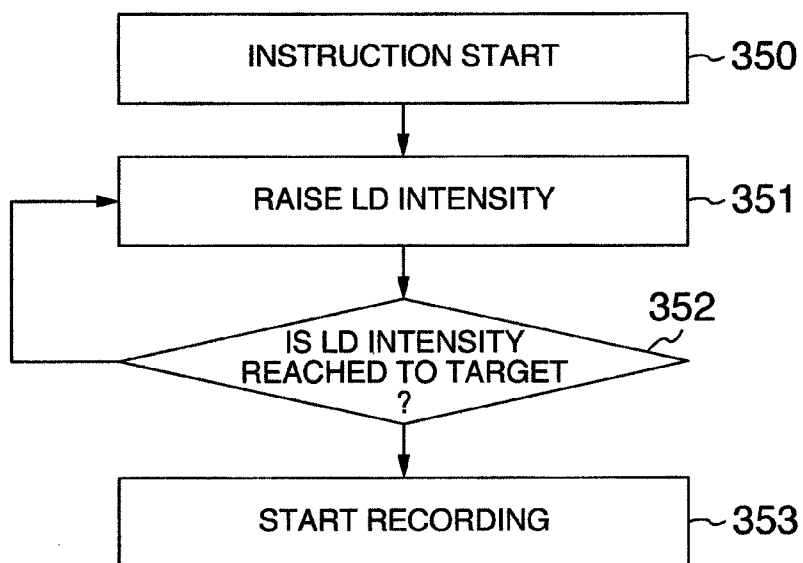 INSTRUCTION START
350
RAISE LD INTENSITY
351
352
IS LD INTENSITY
REACHED TO TARGET
?
START RECORDING
353